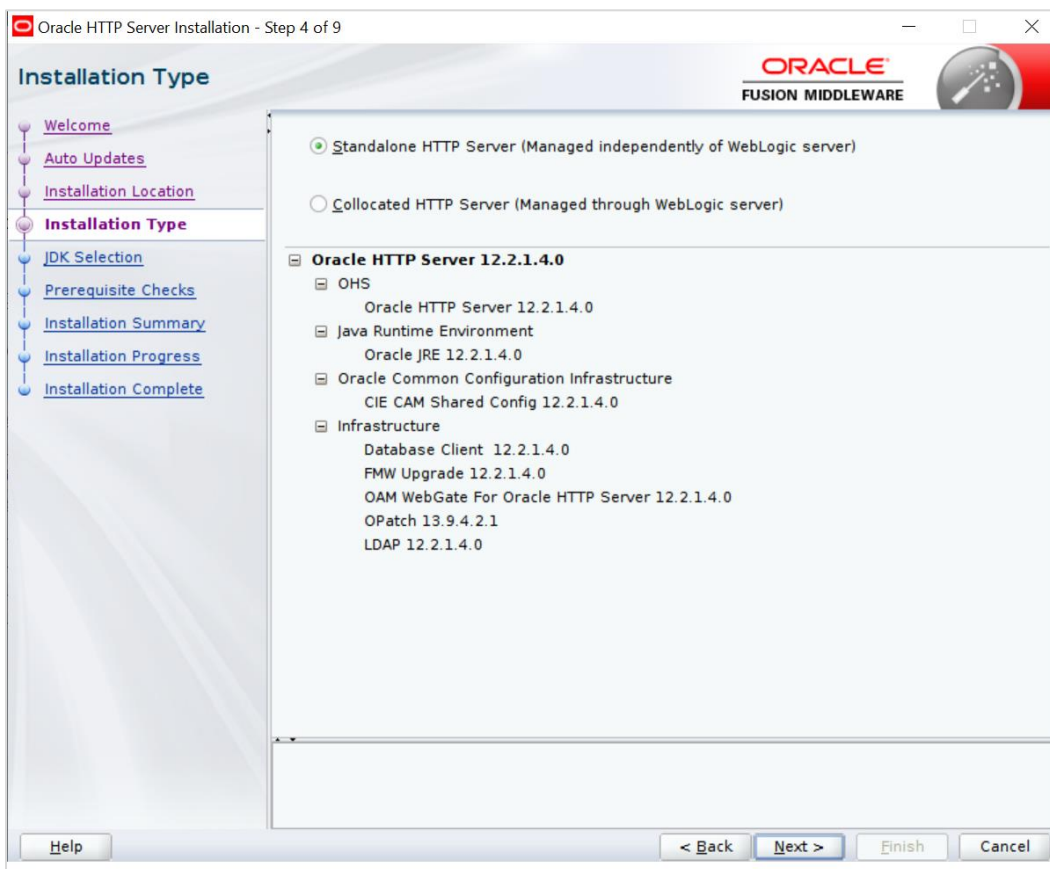 Oracle HTTP Server Installation - Step 4 of 9
Installation Type
ORACLE
FUSION MIDDLEWARE
Welcome
Auto Updates
Installation Location
Installation Type
JDK Selection
Prerequisite Checks
Installation Summary
Installation Progress
Installation Complete
Standalone HTTP Server (Managed independently of WebLogic server)
Collocated HTTP Server (Managed through WebLogic server)
Oracle HTTP Server 12.2.1.4.0
OHS
Oracle HTTP Server 12.2.1.4.0
Java Runtime Environment
Oracle JRE 12.2.1.4.0
Oracle Common Configuration Infrastructure
CIE CAM Shared Config 12.2.1.4.0
Infrastructure
Database Client 12.2.1.4.0
FMW Upgrade 12.2.1.4.0
OAM WebGate For Oracle HTTP Server 12.2.1.4.0
OPatch 13.9.4.2.1
LDAP 12.2.1.4.0
Help
< Back
Next >
Finish
Cancel